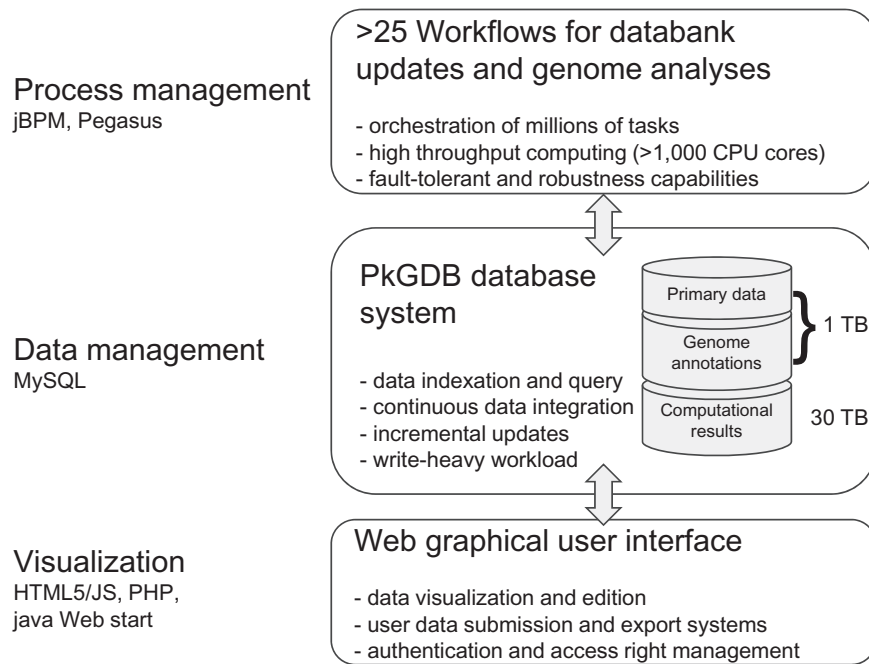 Process management
jBPM, Pegasus
>25 Workflows for databank
updates and genome analyses
- orchestration of millions of tasks
- high throughput computing (>1,000 CPU cores)
- fault-tolerant and robustness capabilities
Data management
MySQL
PkGDB database
system
- data indexation and query
- continuous data integration
- incremental updates
- write-heavy workload
Primary data
Genome
annotations
1 TB
Computational
results
30 TB
Visualization
HTML5/JS, PHP,
java Web start
Web graphical user interface
- data visualization and edition
- user data submission and export systems
- authentication and access right management